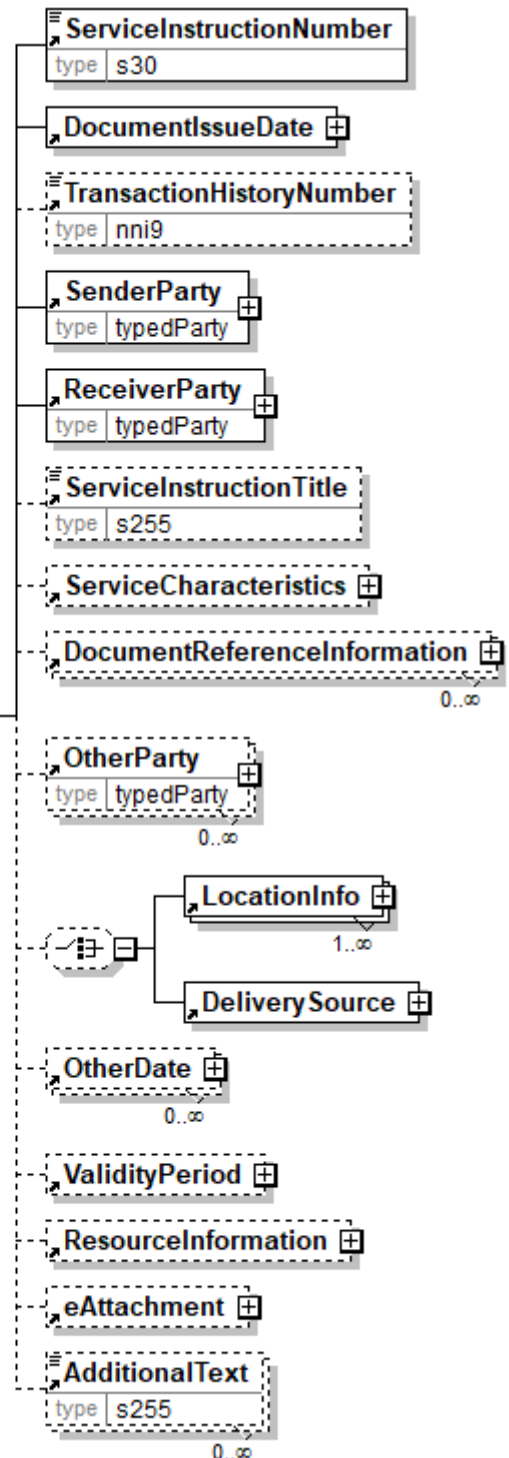 ServiceInstructionNumber
type s30
DocumentIssueDate
TransactionHistoryNumber
type nni9
SenderParty
type typedParty
ReceiverParty
type typedParty
ServiceInstructionTitle
type s255
ServiceCharacteristics
DocumentReferenceInformation
0..∞
OtherParty
type typedParty
0..∞
LocationInfo
1..∞
DeliverySource
OtherDate
0..∞
ValidityPeriod
ResourceInformation
eAttachment
AdditionalText
type s255
0..∞